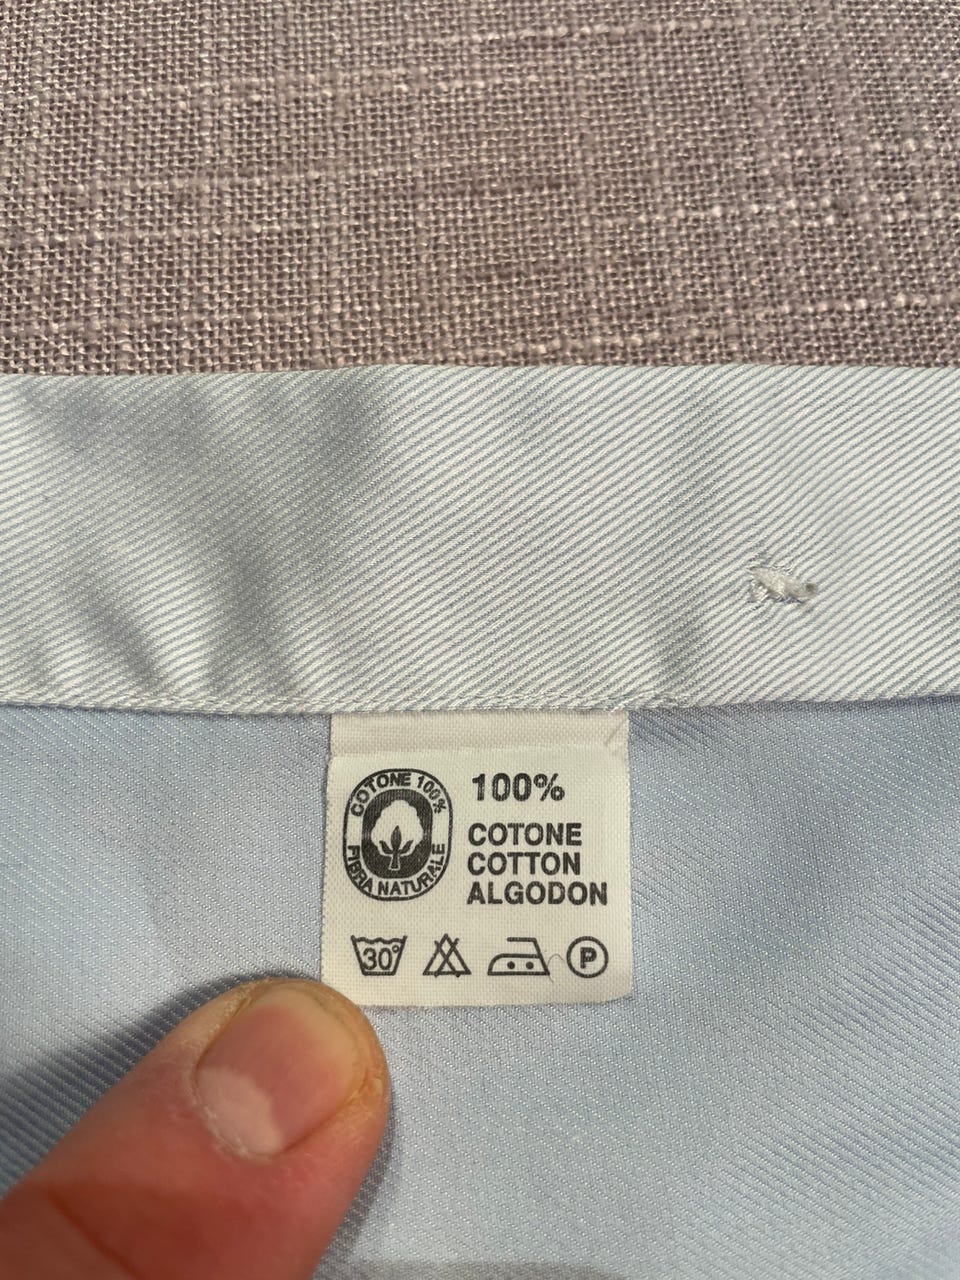 COTONE 100%
FIBRA NATURALE
100%
COTONE
COTTON
ALGODON
30°
P